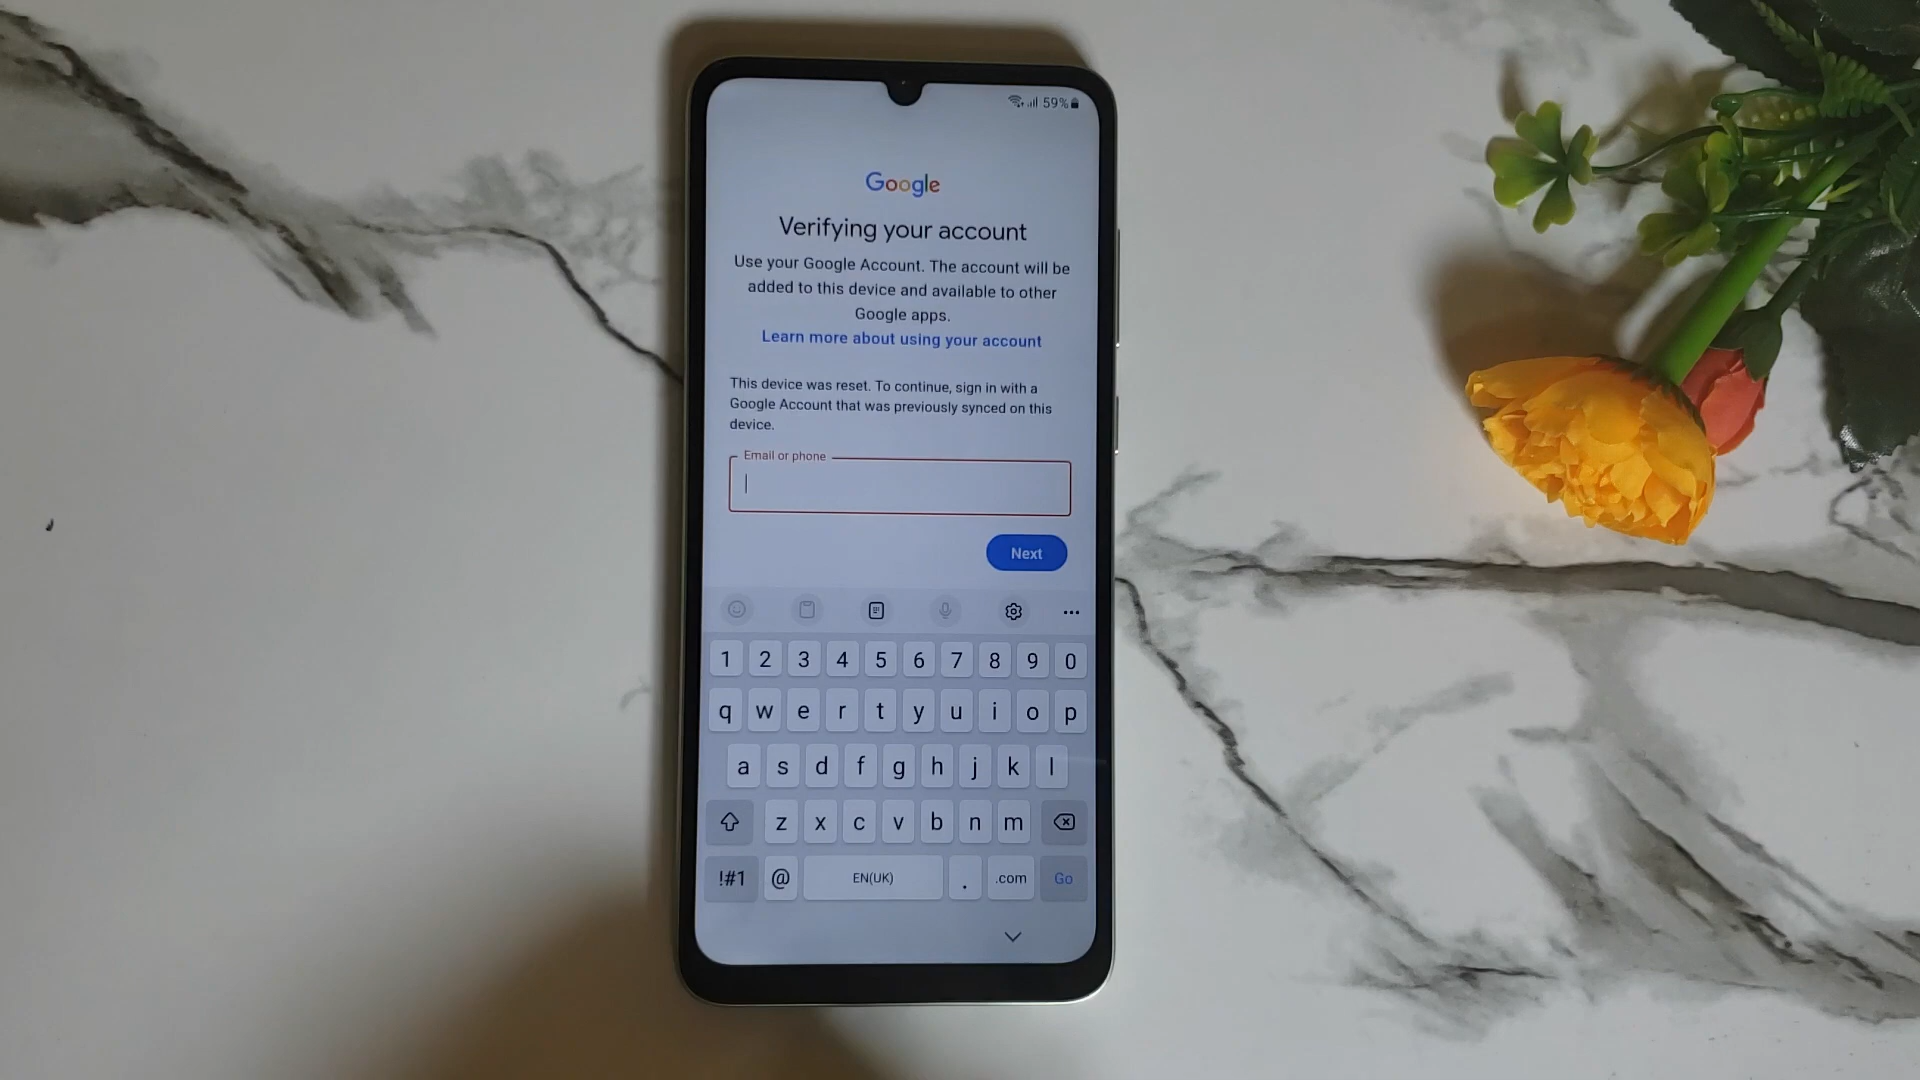 59%
Google
Verifying your account
Use your Google Account. The account will be
added to this device and available to other
Google apps.
Learn more about using your account
This device was reset. To continue, sign in with a
Google Account that was previously synced on this
device.
Email or phone
Next
1 2 3 4 5 6 7 8 9 0
q w e r t y u i o p
a s d f g h j k l
z x c v b n m
!#1 @ EN(UK) . .com Go